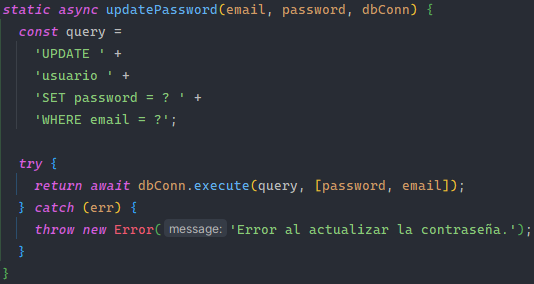 static async updatePassword(email, password, dbConn) {
const query =
'UPDATE ' +
'usuario ' +
'SET password = ? ' +
'WHERE email = ?';
try {
return await dbConn.execute(query, [password, email]);
} catch (err) {
throw new Error( message: 'Error al actualizar la contraseña.');
}
}